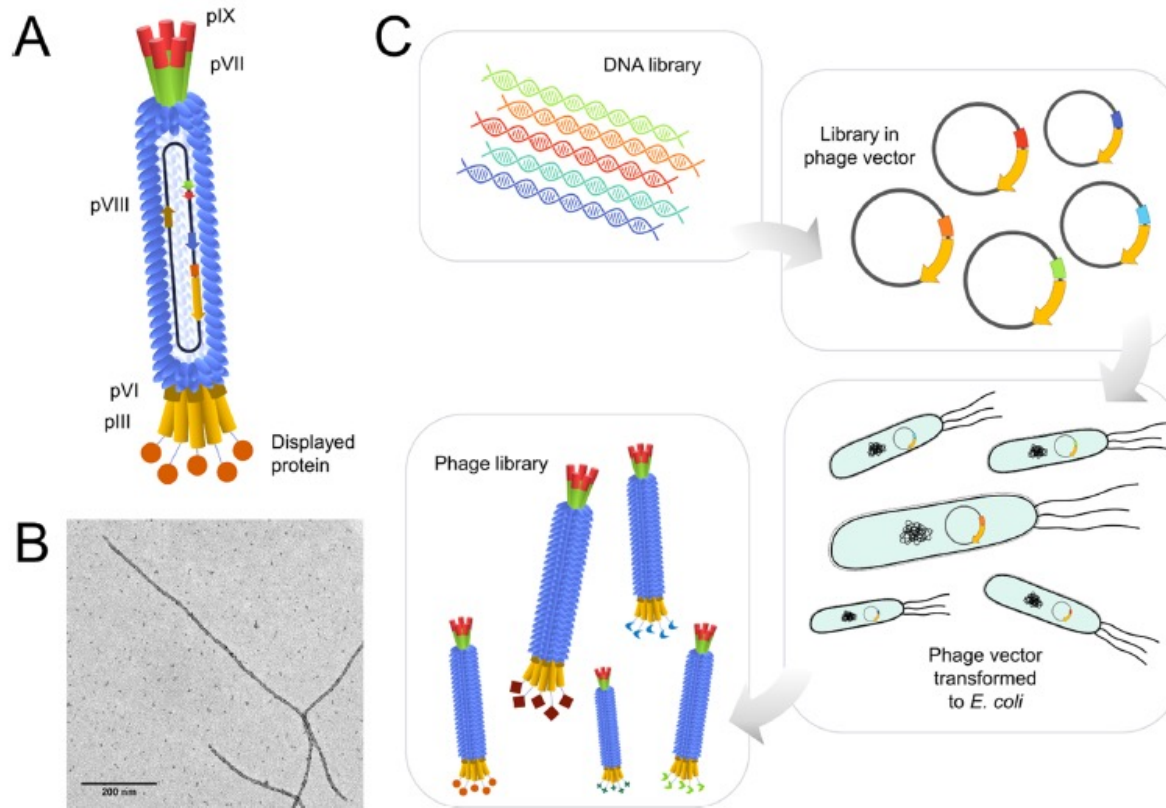 A
pIX
pVII
pVIII
pVI
pIII
Displayed
protein
B
200 nm
C
DNA library
Library in
phage vector
Phage vector
transformed
to E. coli
Phage library